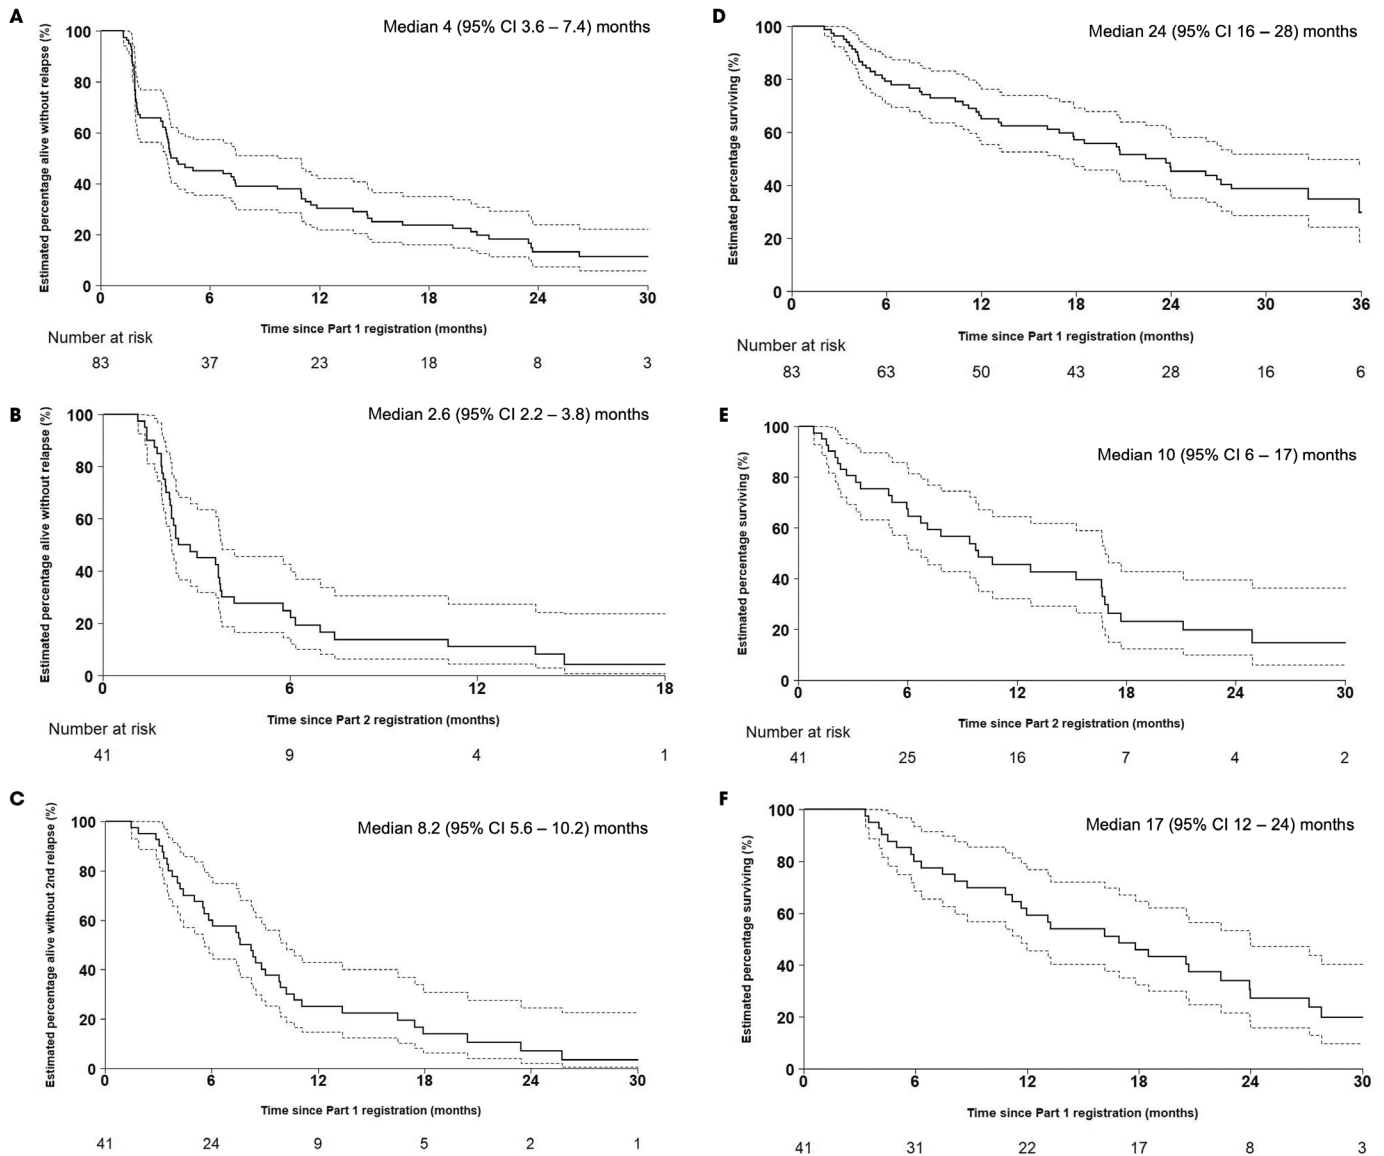 A
Median 4 (95% CI 3.6 – 7.4) months
Estimated percentage alive without relapse (%)
100
80
60
40
20
0
0 6 12 18 24 30
Time since Part 1 registration (months)
Number at risk
83 37 23 18 8 3
D
Median 24 (95% CI 16 – 28) months
Estimated percentage surviving (%)
100
80
60
40
20
0
0 6 12 18 24 30 36
Time since Part 1 registration (months)
Number at risk
83 63 50 43 28 16 6
B
Median 2.6 (95% CI 2.2 – 3.8) months
Estimated percentage alive without relapse (%)
100
80
60
40
20
0
0 6 12 18
Time since Part 2 registration (months)
Number at risk
41 9 4 1
E
Median 10 (95% CI 6 – 17) months
Estimated percentage surviving (%)
100
80
60
40
20
0
0 6 12 18 24 30
Time since Part 2 registration (months)
Number at risk
41 25 16 7 4 2
C
Median 8.2 (95% CI 5.6 – 10.2) months
Estimated percentage alive without 2nd relapse (%)
100
80
60
40
20
0
0 6 12 18 24 30
Time since Part 1 registration (months)
41 24 9 5 2 1
F
Median 17 (95% CI 12 – 24) months
Estimated percentage surviving (%)
100
80
60
40
20
0
0 6 12 18 24 30
Time since Part 1 registration (months)
41 31 22 17 8 3